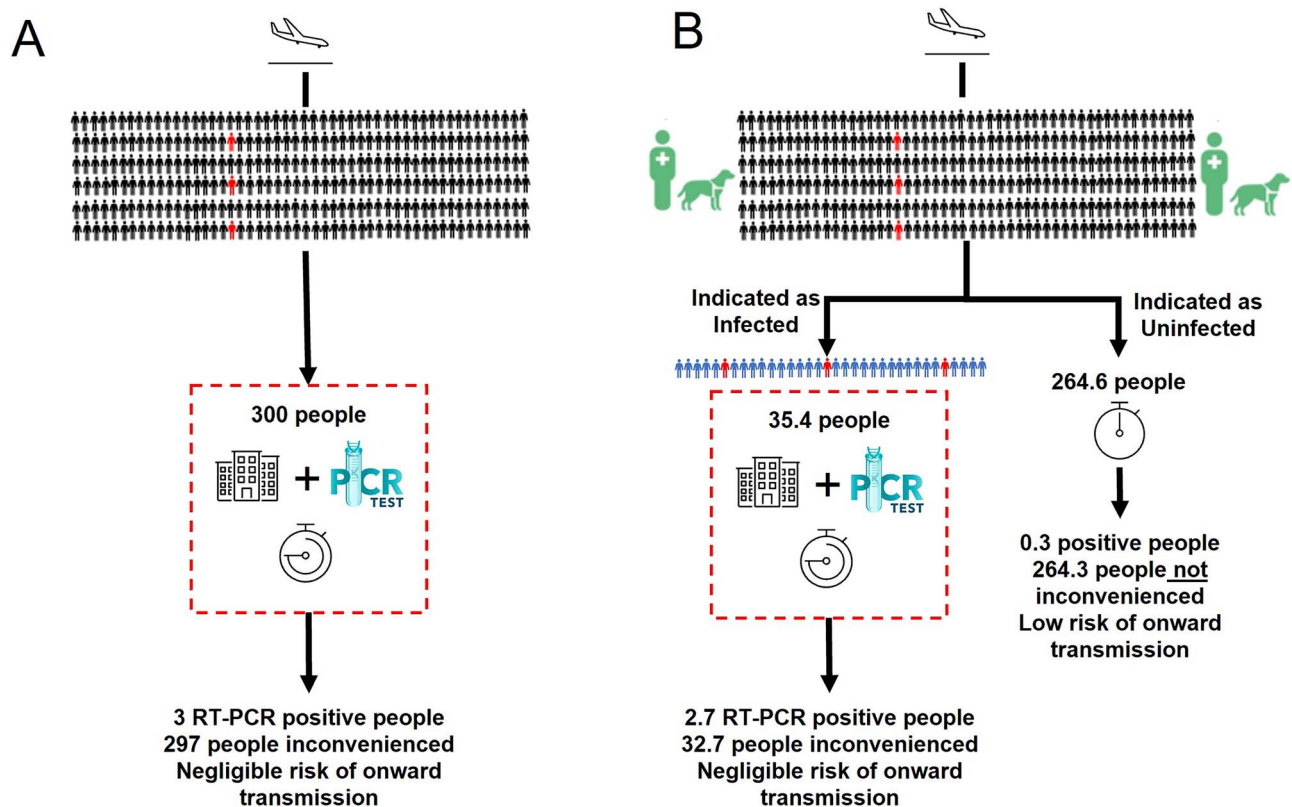 A
300 people
+
PCR
TEST
3 RT-PCR positive people
297 people inconvenienced
Negligible risk of onward
transmission
B
Indicated as
Infected
Indicated as
Uninfected
35.4 people
+
PCR
TEST
2.7 RT-PCR positive people
32.7 people inconvenienced
Negligible risk of onward
transmission
264.6 people
0.3 positive people
264.3 people not
inconvenienced
Low risk of onward
transmission